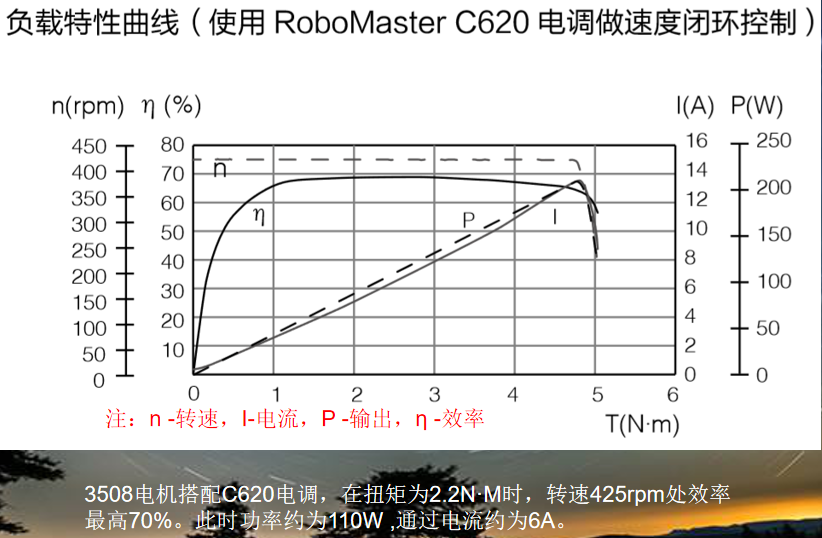 负载特性曲线（使用 RoboMaster C620 电调做速度闭环控制）
n(rpm) η (%) I(A) P(W)
450 80 16 250
400 70 14 200
350 60 12 150
300 50 10 100
250 40 8 50
200 30 6 0
150 20 4
100 10 2
50 0
0
n
η
P
I
0 1 2 3 4 5 6
T(N·m)
注：n -转速，I-电流，P -输出，η -效率
3508电机搭配C620电调，在扭矩为2.2N·M时，转速425rpm处效率
最高70%。此时功率约为110W ,通过电流约为6A。